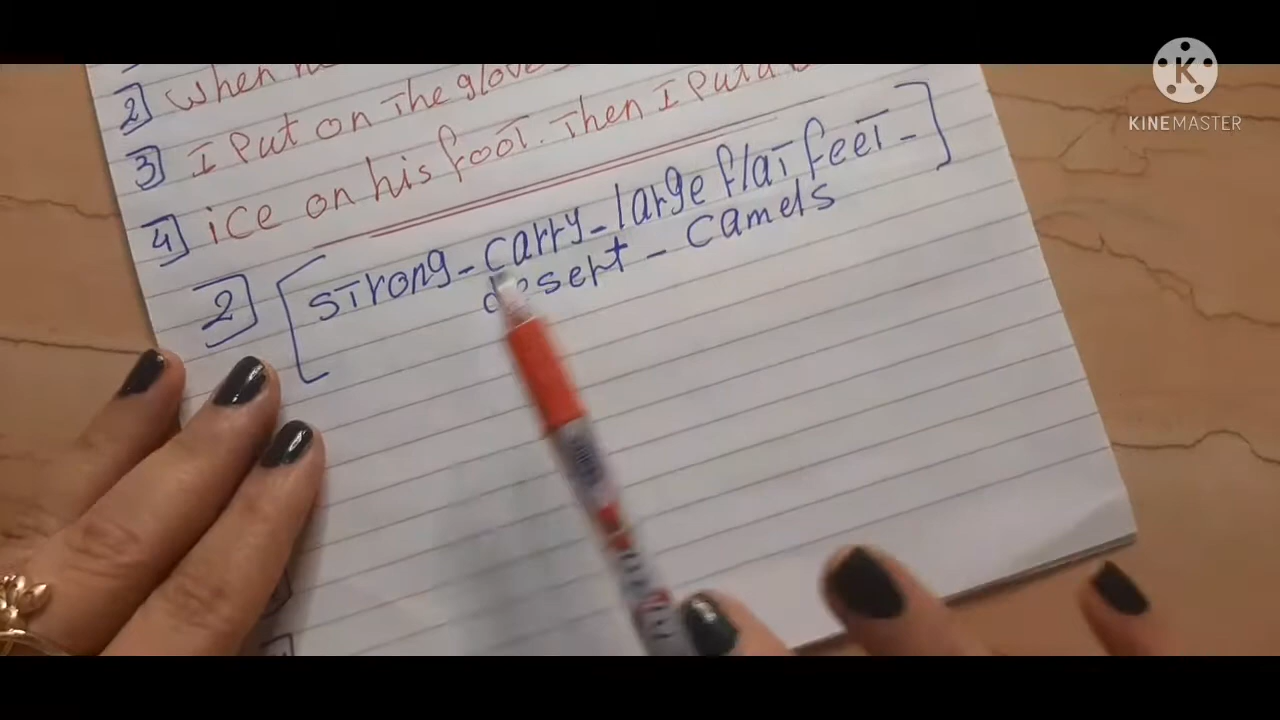 2 when
3 I Put on The glove
4 ice on his foot. Then I Put a
2 [strong - carry - large flat feet -]
desert - camels
K
KINEMASTER